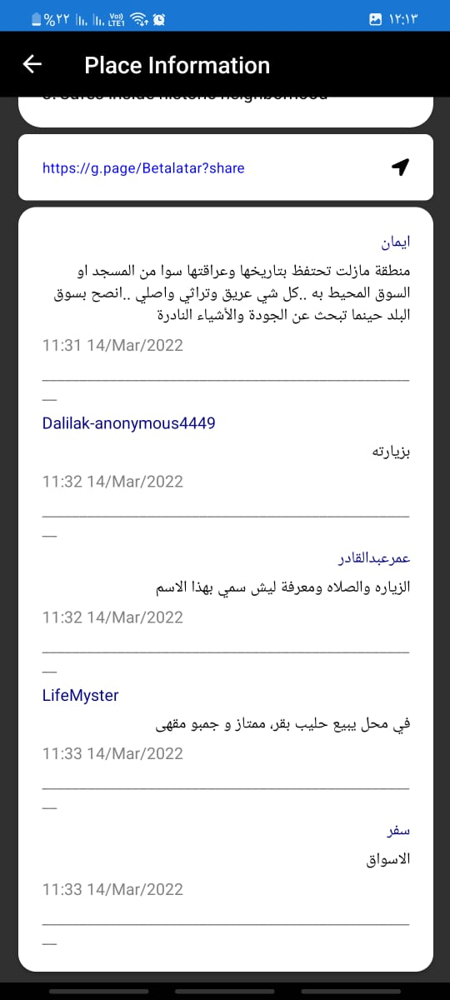 %٢٢ Vo)) LTE1 ١٢:١٣
Place Information
https://g.page/Betalatar?share
ايمان
منطقة مازلت تحتفظ بتاريخها وعراقتها سوا من المسجد او
السوق المحيط به ..كل شي عريق وتراثي واصلي ..انصح بسوق
البلد حينما تبحث عن الجودة والأشياء النادرة
11:31 14/Mar/2022
Dalilak-anonymous4449
بزيارته
11:32 14/Mar/2022
عمرعبدالقادر
الزياره والصلاه ومعرفة ليش سمي بهذا الاسم
11:32 14/Mar/2022
LifeMyster
في محل يبيع حليب بقر، ممتاز و جمبو مقهى
11:33 14/Mar/2022
سفر
الاسواق
11:33 14/Mar/2022